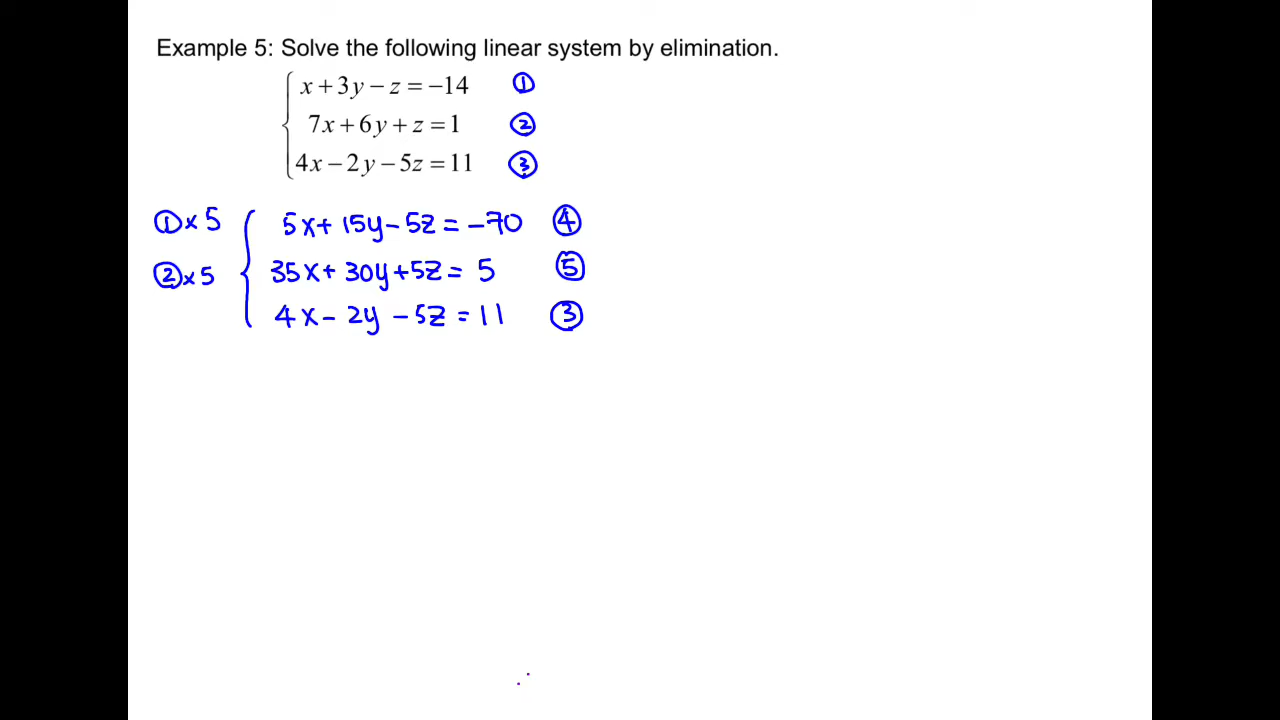 Example 5: Solve the following linear system by elimination.
x + 3y − z = −14 ①
7x + 6y + z = 1 ②
4x − 2y − 5z = 11 ③
①x 5 5x + 15y − 5z = −70 ④
②x 5 35x + 30y + 5z = 5 ⑤
4x − 2y − 5z = 11 ③